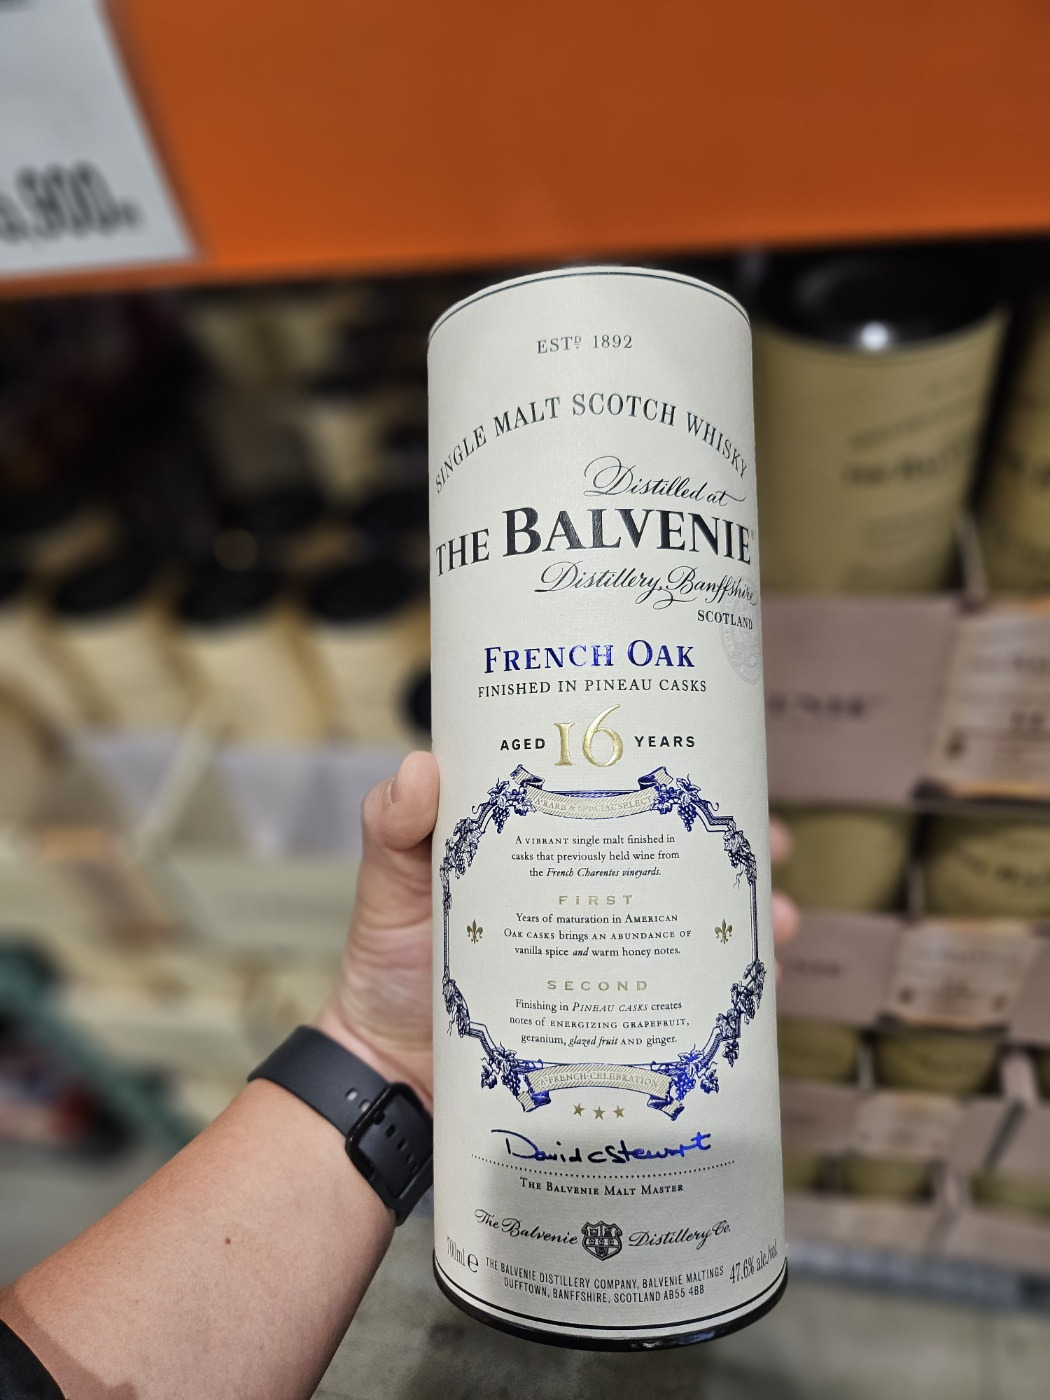 ,900
ESTD 1892
SINGLE MALT SCOTCH WHISKY
Distilled at
THE BALVENIE
Distillery, Banffshire
SCOTLAND
FRENCH OAK
FINISHED IN PINEAU CASKS
AGED 16 YEARS
A RARE & SPECIAL SELECT
A VIBRANT single malt finished in
casks that previously held wine from
the French Charentes vineyards.
FIRST
Years of maturation in AMERICAN
OAK CASKS brings AN ABUNDANCE OF
vanilla spice and warm honey notes.
SECOND
Finishing in PINEAU CASKS creates
notes of ENERGIZING GRAPEFRUIT,
geranium, glazed fruit AND ginger.
A FRENCH CELEBRATION
David C Stewart
THE BALVENIE MALT MASTER
The Balvenie Distillery Co.
700ml e THE BALVENIE DISTILLERY COMPANY, BALVENIE MALTINGS 47.6% alc./vol.
DUFFTOWN, BANFFSHIRE, SCOTLAND AB55 4BB